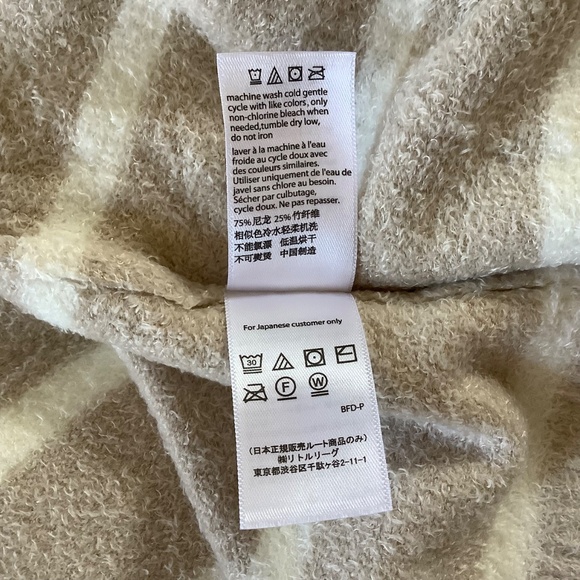 machine wash cold gentle
cycle with like colors, only
non-chlorine bleach when
needed,tumble dry low,
do not iron
laver à la machine à l'eau
froide au cycle doux avec
des couleurs similaires.
Utiliser uniquement de l'eau de
javel sans chlore au besoin.
Sécher par culbutage,
cycle doux. Ne pas repasser.
75%尼龙 25%竹纤维
相似色冷水轻柔机洗
不能氯漂 低温烘干
不可熨烫 中国制造
For Japanese customer only
30
F W
BFD-P
(日本正規販売ルート商品のみ)
㈱リトルリーグ
東京都渋谷区千駄ヶ谷2-11-1